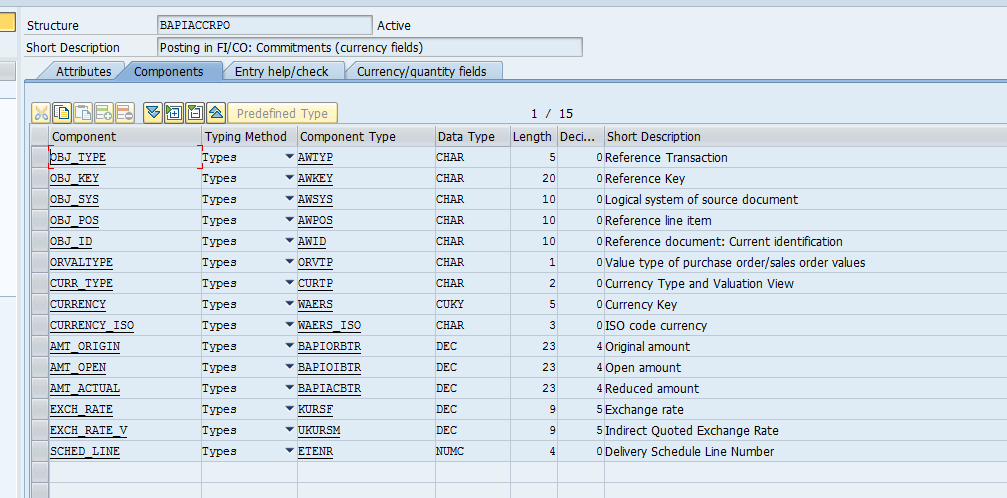 Structure BAPIACCRPO Active
Short Description Posting in FI/CO: Commitments (currency fields)
Attributes Components Entry help/check Currency/quantity fields
Predefined Type 1 / 15
Component Typing Method Component Type Data Type Length Deci... Short Description
OBJ_TYPE Types AWTYP CHAR 5 0 Reference Transaction
OBJ_KEY Types AWKEY CHAR 20 0 Reference Key
OBJ_SYS Types AWSYS CHAR 10 0 Logical system of source document
OBJ_POS Types AWPOS CHAR 10 0 Reference line item
OBJ_ID Types AWID CHAR 10 0 Reference document: Current identification
ORVALTYPE Types ORVTP CHAR 1 0 Value type of purchase order/sales order values
CURR_TYPE Types CURTP CHAR 2 0 Currency Type and Valuation View
CURRENCY Types WAERS CUKY 5 0 Currency Key
CURRENCY_ISO Types WAERS_ISO CHAR 3 0 ISO code currency
AMT_ORIGIN Types BAPIORBTR DEC 23 4 Original amount
AMT_OPEN Types BAPIOIBTR DEC 23 4 Open amount
AMT_ACTUAL Types BAPIACBTR DEC 23 4 Reduced amount
EXCH_RATE Types KURSF DEC 9 5 Exchange rate
EXCH_RATE_V Types UKURSM DEC 9 5 Indirect Quoted Exchange Rate
SCHED_LINE Types ETENR NUMC 4 0 Delivery Schedule Line Number